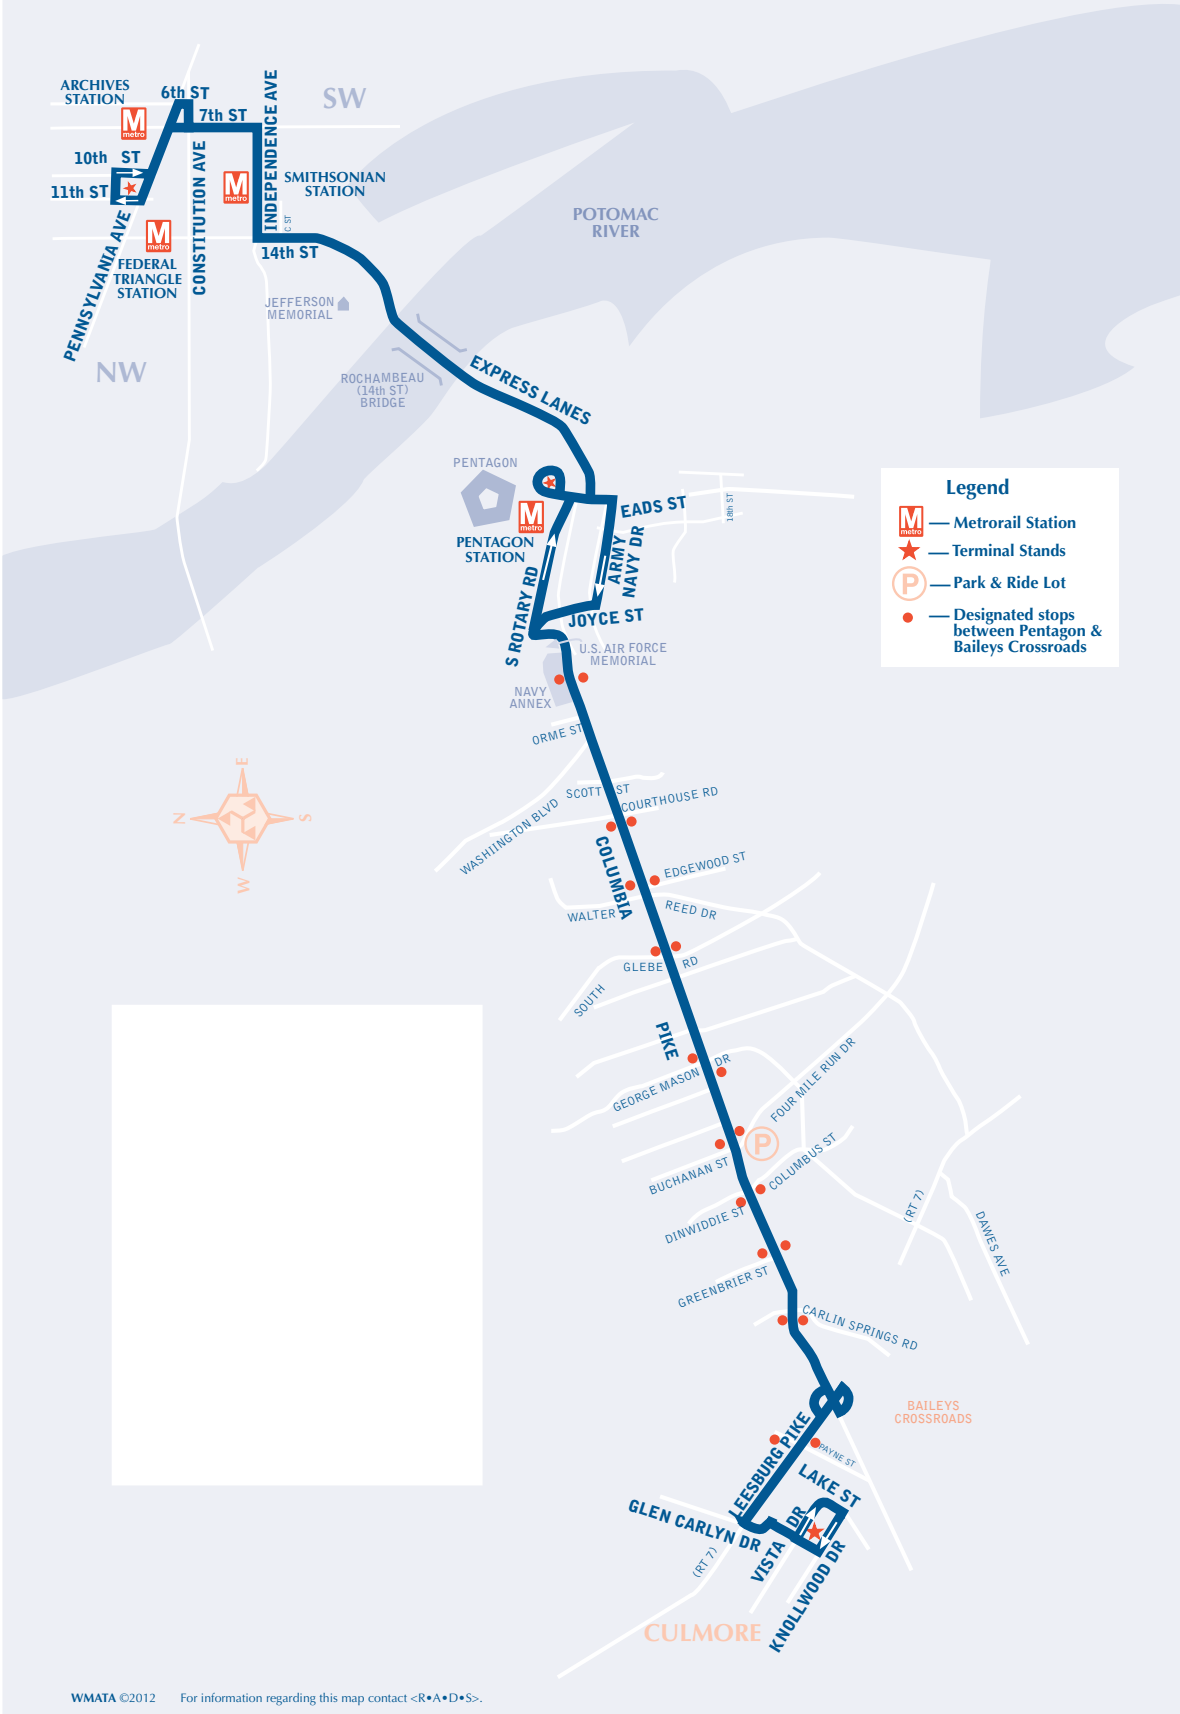 ARCHIVES
STATION
6th ST
7th ST
INDEPENDENCE AVE
SW
M
metro
10th ST
11th ST
M
metro
SMITHSONIAN
STATION
CONSTITUTION AVE
C ST
M
metro
14th ST
PENNSYLVANIA AVE
FEDERAL
TRIANGLE
STATION
NW
POTOMAC
RIVER
JEFFERSON
MEMORIAL
ROCHAMBEAU
(14th ST)
BRIDGE
EXPRESS LANES
PENTAGON
M
metro
PENTAGON
STATION
EADS ST
18th ST
ARMY
NAVY DR
S ROTARY RD
JOYCE ST
U.S. AIR FORCE
MEMORIAL
NAVY
ANNEX
Legend
M
metro
— Metrorail Station
— Terminal Stands
P
— Park & Ride Lot
— Designated stops
between Pentagon &
Baileys Crossroads
ORME ST
WASHIINGTON BLVD
SCOTT ST
COURTHOUSE RD
N
E
S
W
COLUMBIA
EDGEWOOD ST
WALTER
REED DR
GLEBE RD
SOUTH
PIKE
GEORGE MASON DR
FOUR MILE RUN DR
P
BUCHANAN ST
COLUMBUS ST
DINWIDDIE ST
(RT 7)
DAWES AVE
GREENBRIER ST
CARLIN SPRINGS RD
BAILEYS
CROSSROADS
LEESBURG PIKE
PAYNE ST
LAKE ST
GLEN CARLYN DR
VISTA DR
KNOLLWOOD DR
(RT 7)
CULMORE
WMATA ©2012 For information regarding this map contact <R•A•D•S>.